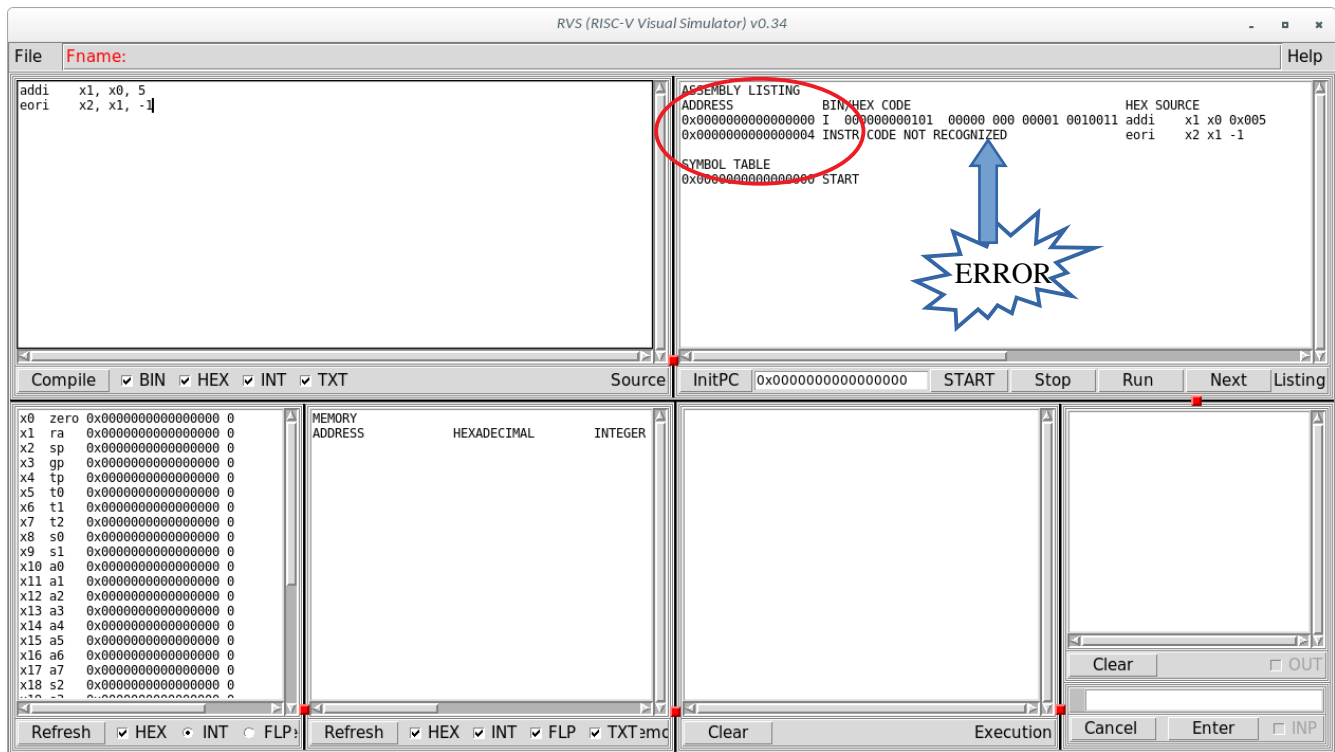 RVS (RISC-V Visual Simulator) v0.34
File Fname: Help
addi x1, x0, 5
eori x2, x1, -1
ASSEMBLY LISTING
ADDRESS BIN/HEX CODE HEX SOURCE
0x0000000000000000 I 000000000101 00000 000 00001 0010011 addi x1 x0 0x005
0x0000000000000004 INSTR CODE NOT RECOGNIZED eori x2 x1 -1
SYMBOL TABLE
0x0000000000000000 START
ERROR
Compile BIN HEX INT TXT Source
InitPC 0x0000000000000000 START Stop Run Next Listing
x0 zero 0x0000000000000000 0
x1 ra 0x0000000000000000 0
x2 sp 0x0000000000000000 0
x3 gp 0x0000000000000000 0
x4 tp 0x0000000000000000 0
x5 t0 0x0000000000000000 0
x6 t1 0x0000000000000000 0
x7 t2 0x0000000000000000 0
x8 s0 0x0000000000000000 0
x9 s1 0x0000000000000000 0
x10 a0 0x0000000000000000 0
x11 a1 0x0000000000000000 0
x12 a2 0x0000000000000000 0
x13 a3 0x0000000000000000 0
x14 a4 0x0000000000000000 0
x15 a5 0x0000000000000000 0
x16 a6 0x0000000000000000 0
x17 a7 0x0000000000000000 0
x18 s2 0x0000000000000000 0
Refresh HEX INT FLP
MEMORY
ADDRESS HEXADECIMAL INTEGER
Refresh HEX INT FLP TXT
Clear Execution
Clear OUT
Cancel Enter INP